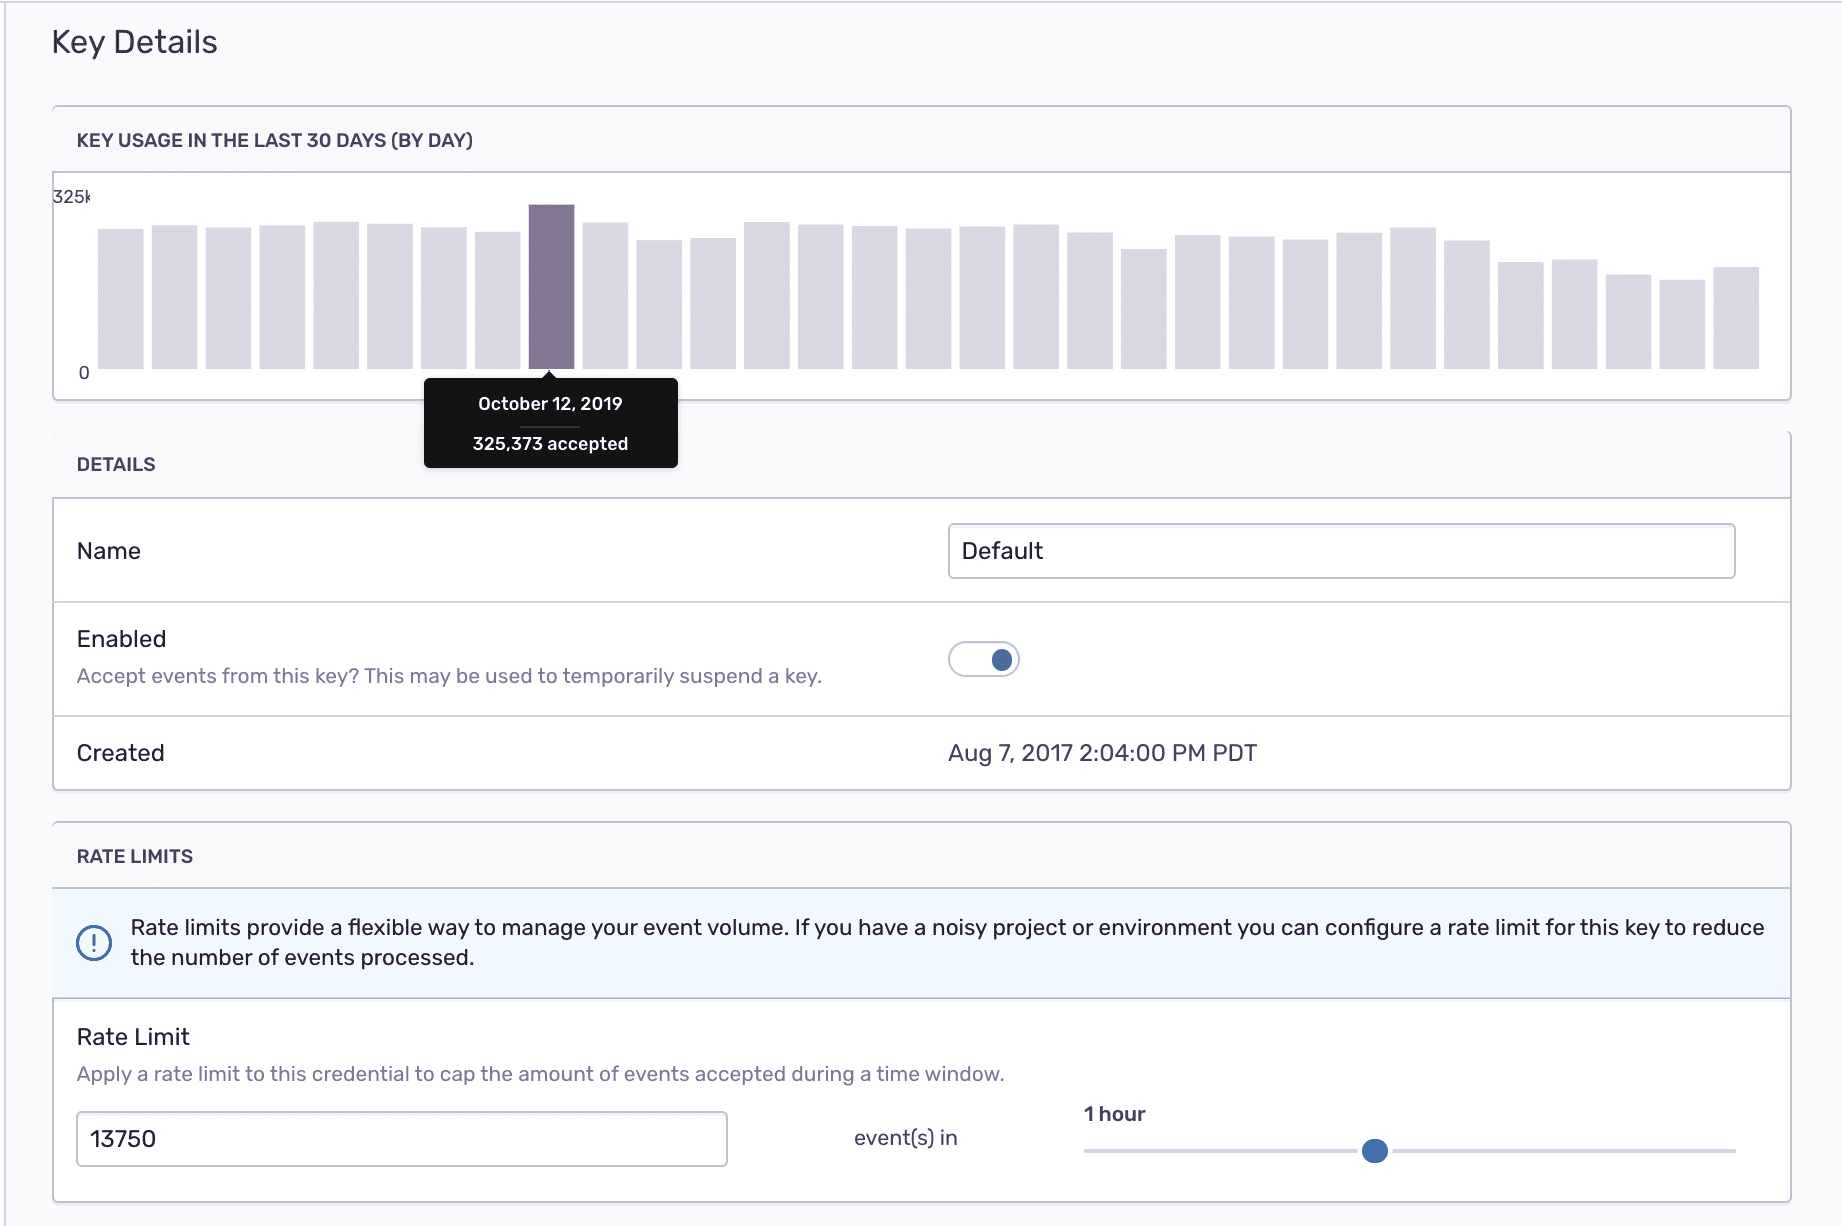 Key Details
KEY USAGE IN THE LAST 30 DAYS (BY DAY)
325k
0
October 12, 2019
325,373 accepted
DETAILS
Name
Default
Enabled
Accept events from this key? This may be used to temporarily suspend a key.
Created
Aug 7, 2017 2:04:00 PM PDT
RATE LIMITS
Rate limits provide a flexible way to manage your event volume. If you have a noisy project or environment you can configure a rate limit for this key to reduce
the number of events processed.
Rate Limit
Apply a rate limit to this credential to cap the amount of events accepted during a time window.
1 hour
13750
event(s) in